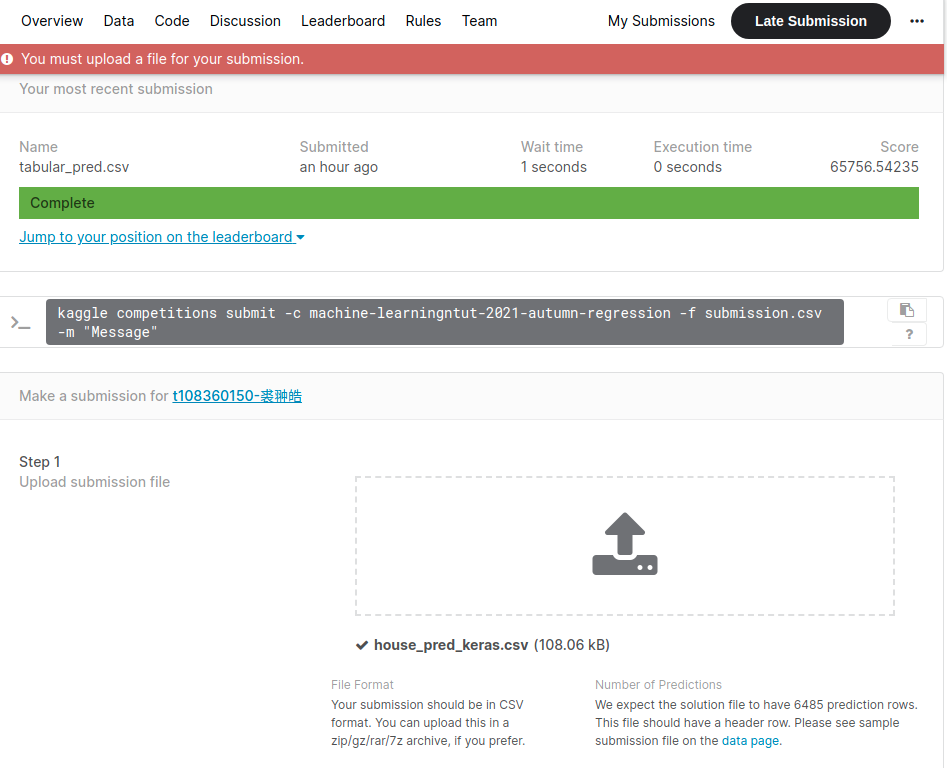 Overview Data Code Discussion Leaderboard Rules Team My Submissions Late Submission
You must upload a file for your submission.
Your most recent submission
Name Submitted Wait time Execution time Score
tabular_pred.csv an hour ago 1 seconds 0 seconds 65756.54235
Complete
Jump to your position on the leaderboard
kaggle competitions submit -c machine-learningntut-2021-autumn-regression -f submission.csv
-m "Message"
?
Make a submission for t108360150-裘翀皓
Step 1
Upload submission file
house_pred_keras.csv (108.06 kB)
File Format
Your submission should be in CSV
format. You can upload this in a
zip/gz/rar/7z archive, if you prefer.
Number of Predictions
We expect the solution file to have 6485 prediction rows.
This file should have a header row. Please see sample
submission file on the data page.